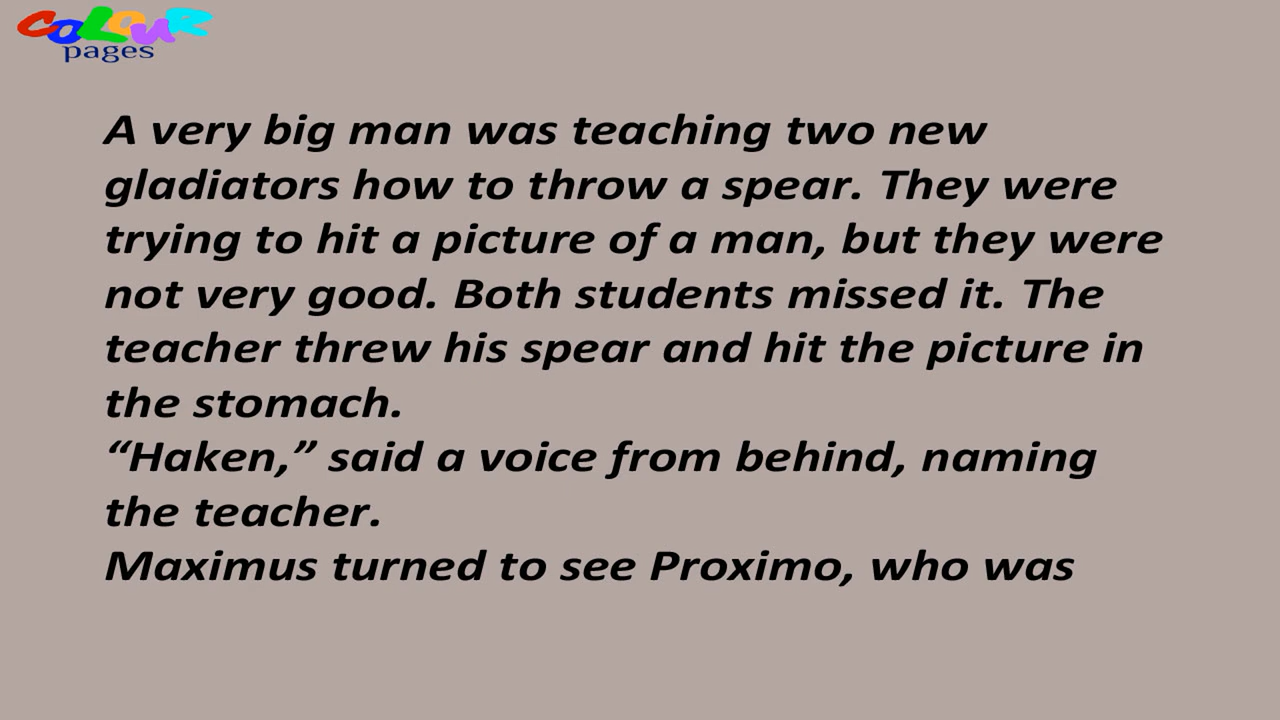 COLOUR
pages
A very big man was teaching two new
gladiators how to throw a spear. They were
trying to hit a picture of a man, but they were
not very good. Both students missed it. The
teacher threw his spear and hit the picture in
the stomach.
“Haken,” said a voice from behind, naming
the teacher.
Maximus turned to see Proximo, who was